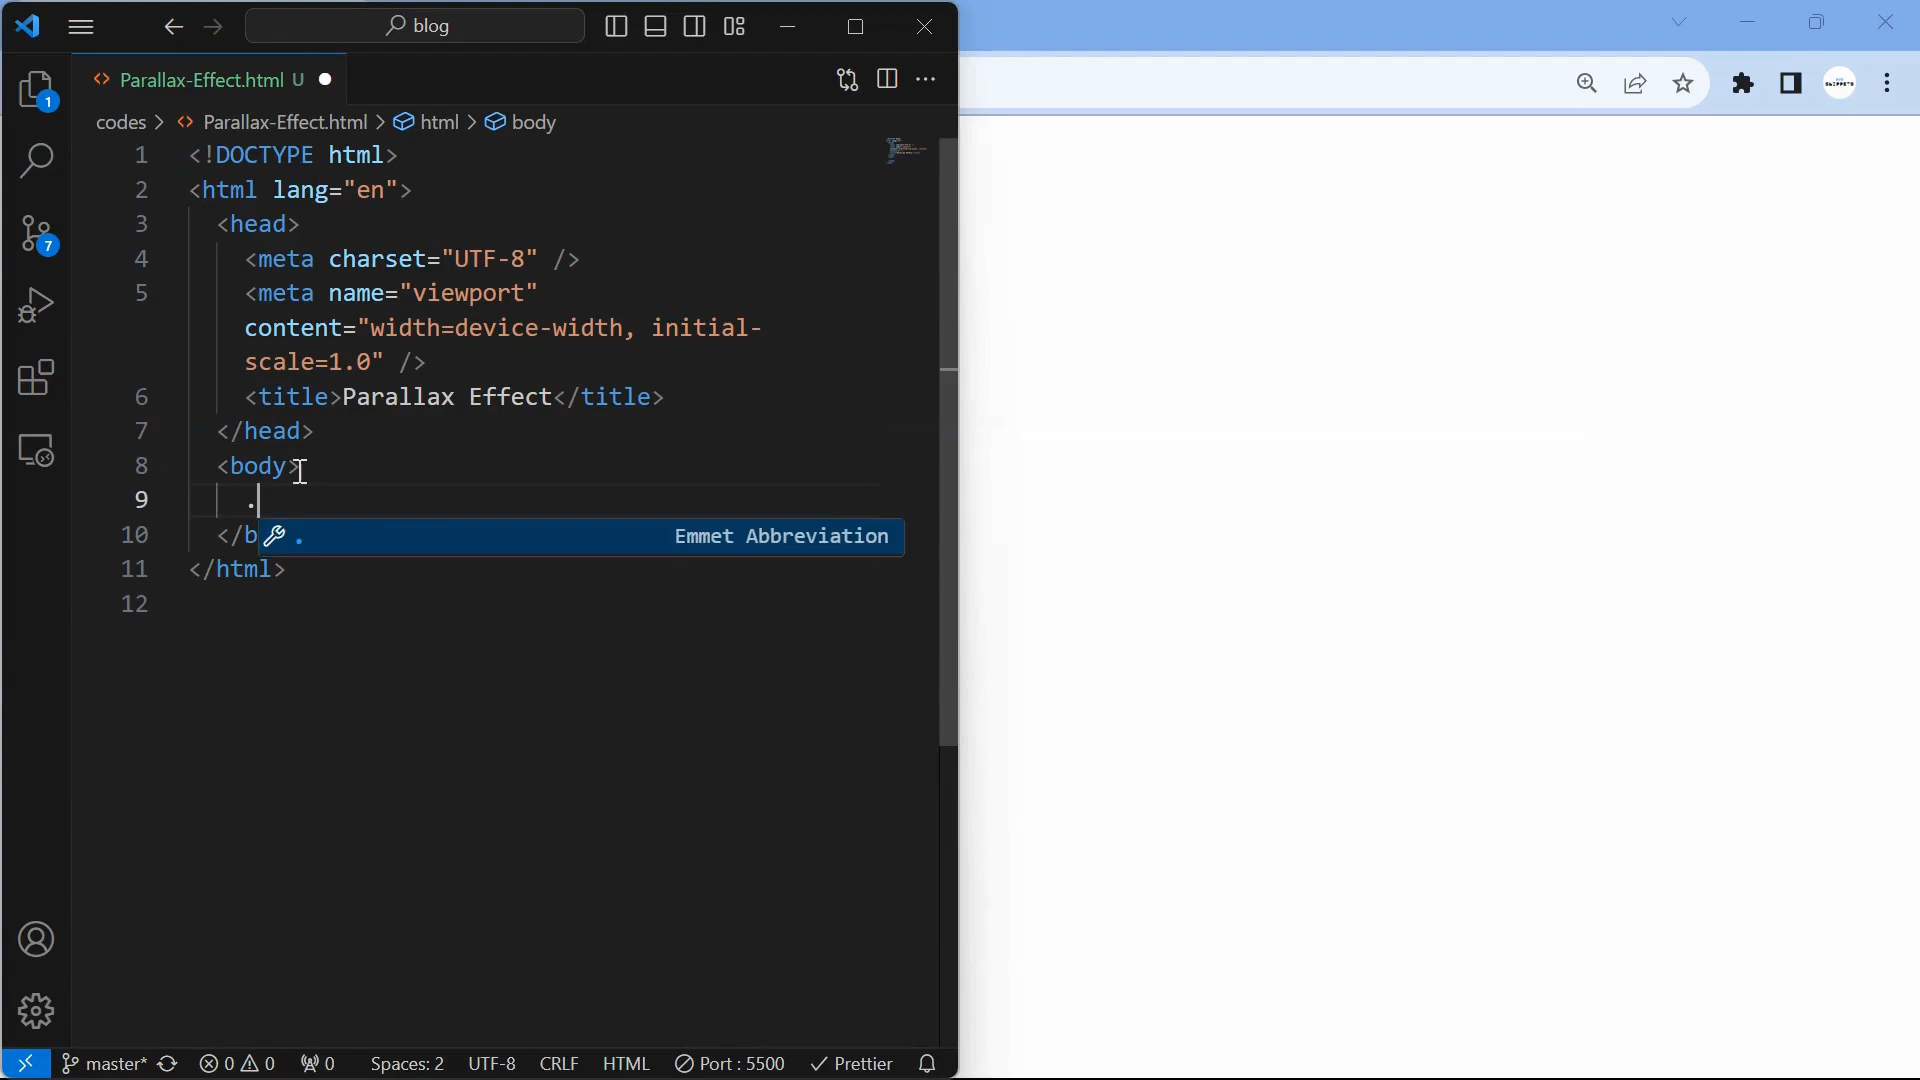 blog
Parallax-Effect.html U
codes > Parallax-Effect.html > html > body
1 <!DOCTYPE html>
2 <html lang="en">
3 <head>
4 <meta charset="UTF-8" />
5 <meta name="viewport"
content="width=device-width, initial-
scale=1.0" />
6 <title>Parallax Effect</title>
7 </head>
8 <body>
9 .
10 </b
. Emmet Abbreviation
11 </html>
12
1
7
master* 0 0 0 Spaces: 2 UTF-8 CRLF HTML Port : 5500 Prettier